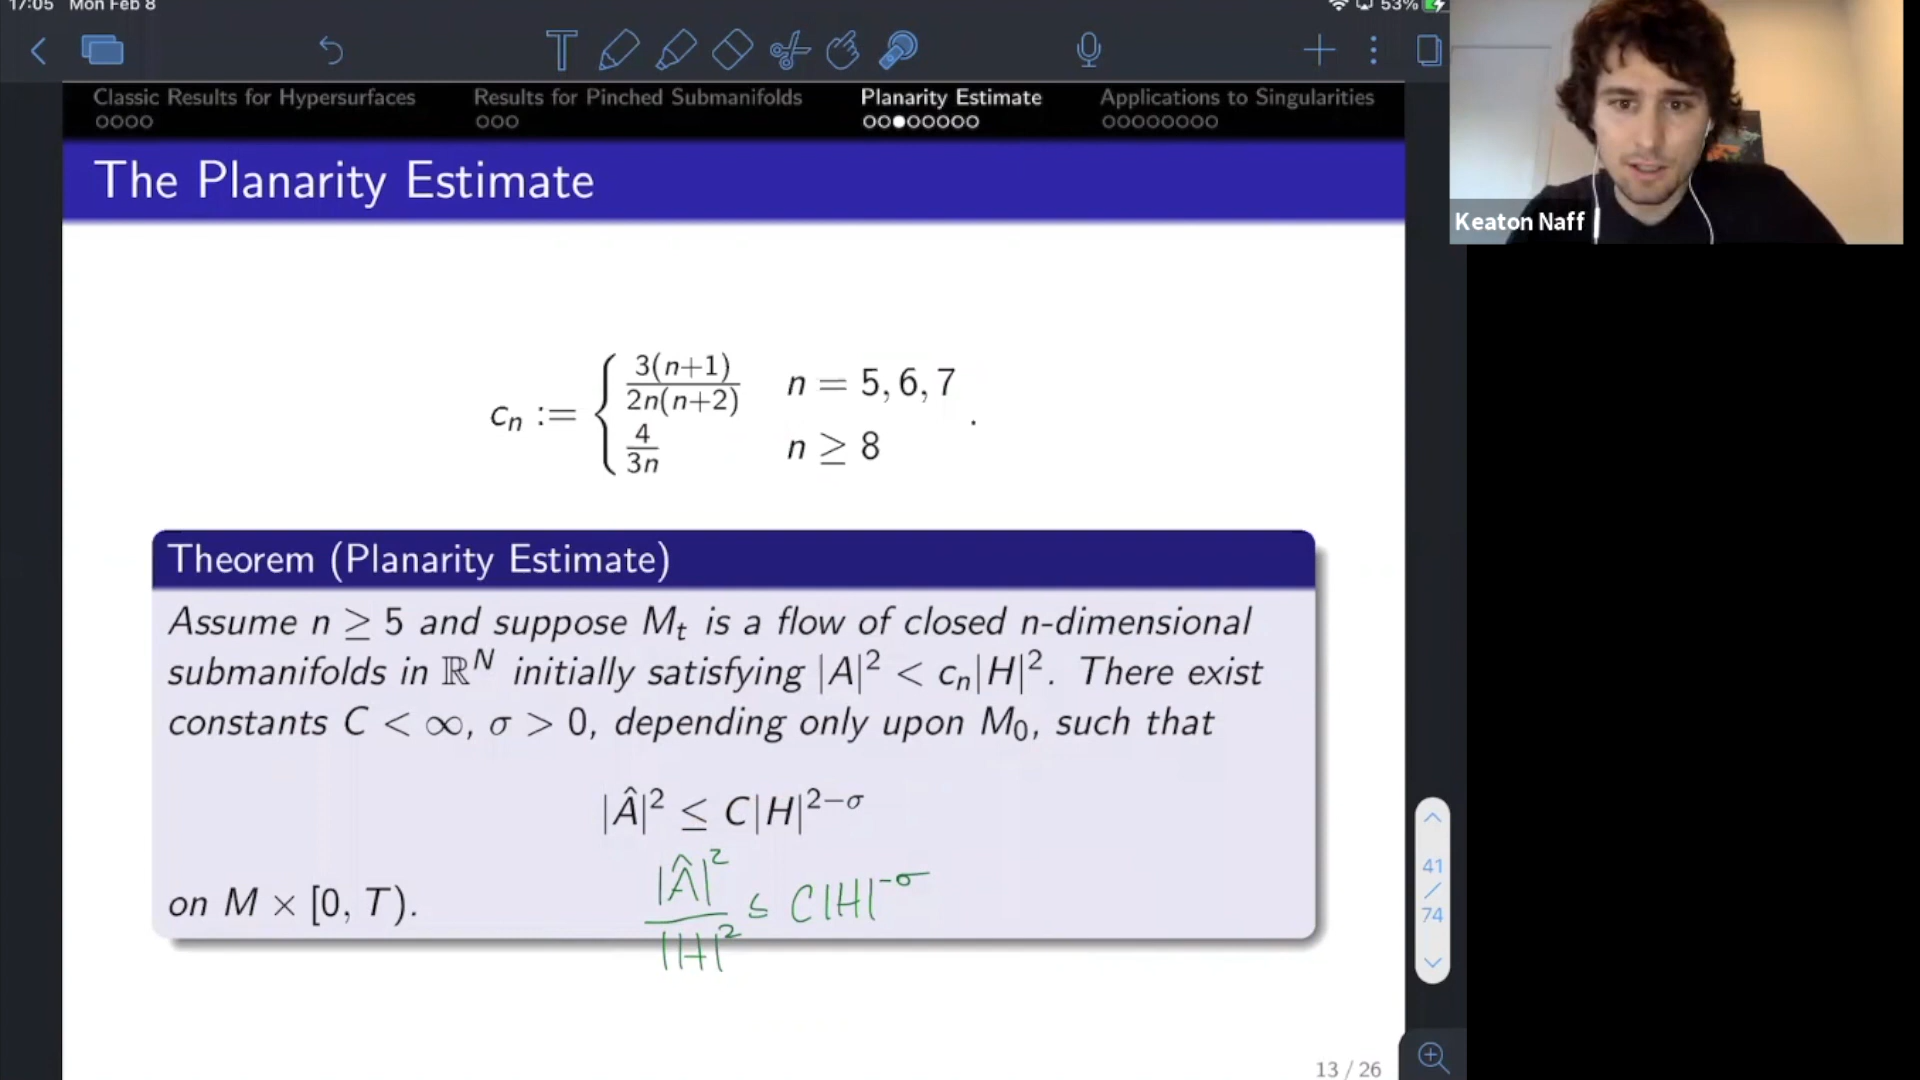 17:05 Mon Feb 8
53%
Classic Results for Hypersurfaces
Results for Pinched Submanifolds
Planarity Estimate
Applications to Singularities
The Planarity Estimate
c_n := { 3(n+1) / 2n(n+2) n = 5, 6, 7
4 / 3n n ≥ 8 .
Theorem (Planarity Estimate)
Assume n ≥ 5 and suppose M_t is a flow of closed n-dimensional
submanifolds in ℝ^N initially satisfying |A|² < c_n|H|². There exist
constants C < ∞, σ > 0, depending only upon M₀, such that
|Â|² ≤ C|H|^{2−σ}
on M × [0, T).
|Â|² / |H|² ≤ C|H|^{-σ}
13 / 26
41
/
74
T
Keaton Naff